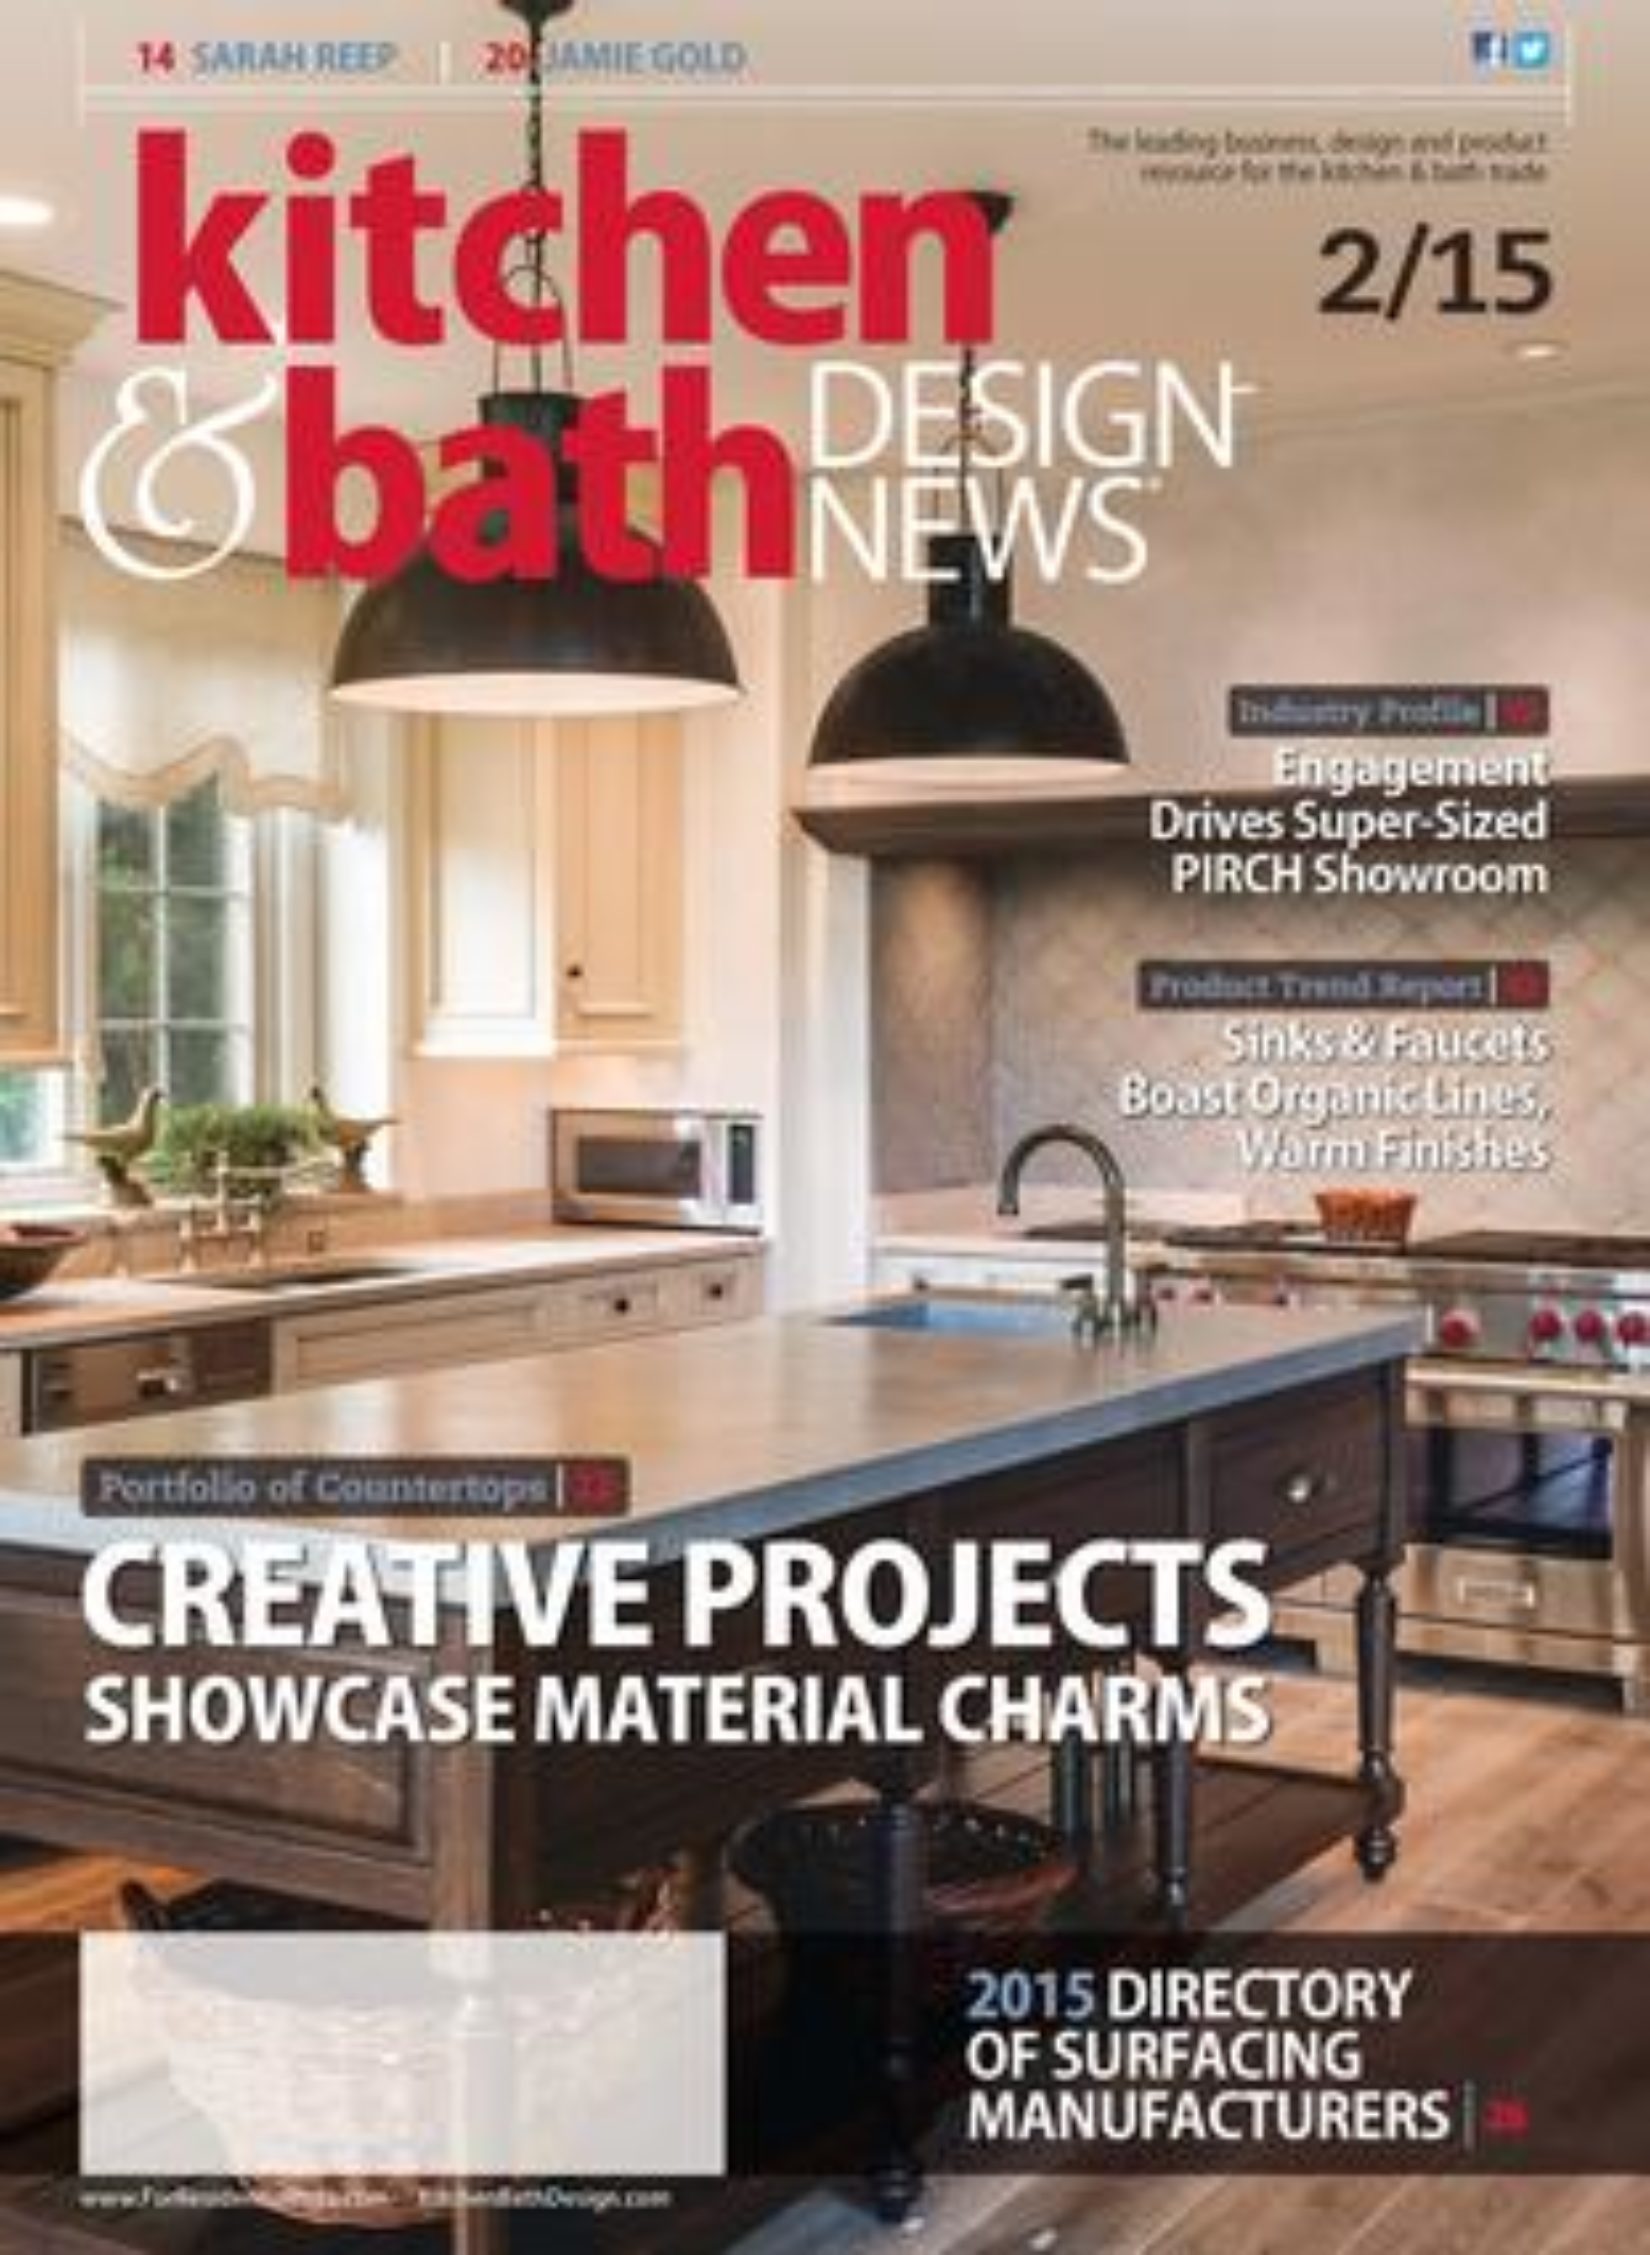 14 SARAH REEP | 20 JAMIE GOLD
The leading business, design and product
resource for the kitchen & bath trade
2/15
kitchen
& bath DESIGN
NEWS
Industry Profile |
Engagement
Drives Super-Sized
PIRCH Showroom
Product Trend Report |
Sinks & Faucets
Boast Organic Lines,
Warm Finishes
Portfolio of Countertops |
CREATIVE PROJECTS
SHOWCASE MATERIAL CHARMS
2015 DIRECTORY
OF SURFACING
MANUFACTURERS |
KitchenBathDesign.com